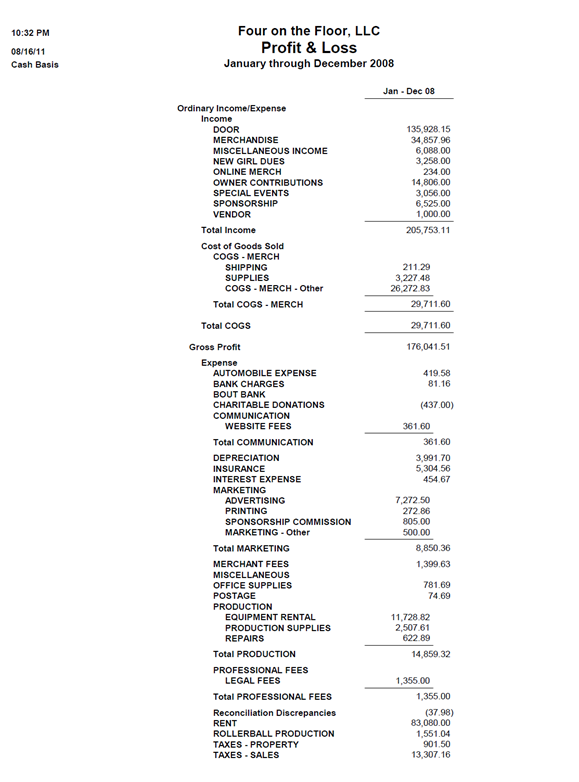 10:32 PM
08/16/11
Cash Basis
Four on the Floor, LLC
Profit & Loss
January through December 2008
Jan - Dec 08
Ordinary Income/Expense
Income
DOOR 135,928.15
MERCHANDISE 34,857.96
MISCELLANEOUS INCOME 6,088.00
NEW GIRL DUES 3,258.00
ONLINE MERCH 234.00
OWNER CONTRIBUTIONS 14,806.00
SPECIAL EVENTS 3,056.00
SPONSORSHIP 6,525.00
VENDOR 1,000.00
Total Income 205,753.11
Cost of Goods Sold
COGS - MERCH
SHIPPING 211.29
SUPPLIES 3,227.48
COGS - MERCH - Other 26,272.83
Total COGS - MERCH 29,711.60
Total COGS 29,711.60
Gross Profit 176,041.51
Expense
AUTOMOBILE EXPENSE 419.58
BANK CHARGES 81.16
BOUT BANK
CHARITABLE DONATIONS (437.00)
COMMUNICATION
WEBSITE FEES 361.60
Total COMMUNICATION 361.60
DEPRECIATION 3,991.70
INSURANCE 5,304.56
INTEREST EXPENSE 454.67
MARKETING
ADVERTISING 7,272.50
PRINTING 272.86
SPONSORSHIP COMMISSION 805.00
MARKETING - Other 500.00
Total MARKETING 8,850.36
MERCHANT FEES 1,399.63
MISCELLANEOUS
OFFICE SUPPLIES 781.69
POSTAGE 74.69
PRODUCTION
EQUIPMENT RENTAL 11,728.82
PRODUCTION SUPPLIES 2,507.61
REPAIRS 622.89
Total PRODUCTION 14,859.32
PROFESSIONAL FEES
LEGAL FEES 1,355.00
Total PROFESSIONAL FEES 1,355.00
Reconciliation Discrepancies (37.98)
RENT 83,080.00
ROLLERBALL PRODUCTION 1,551.04
TAXES - PROPERTY 901.50
TAXES - SALES 13,307.16